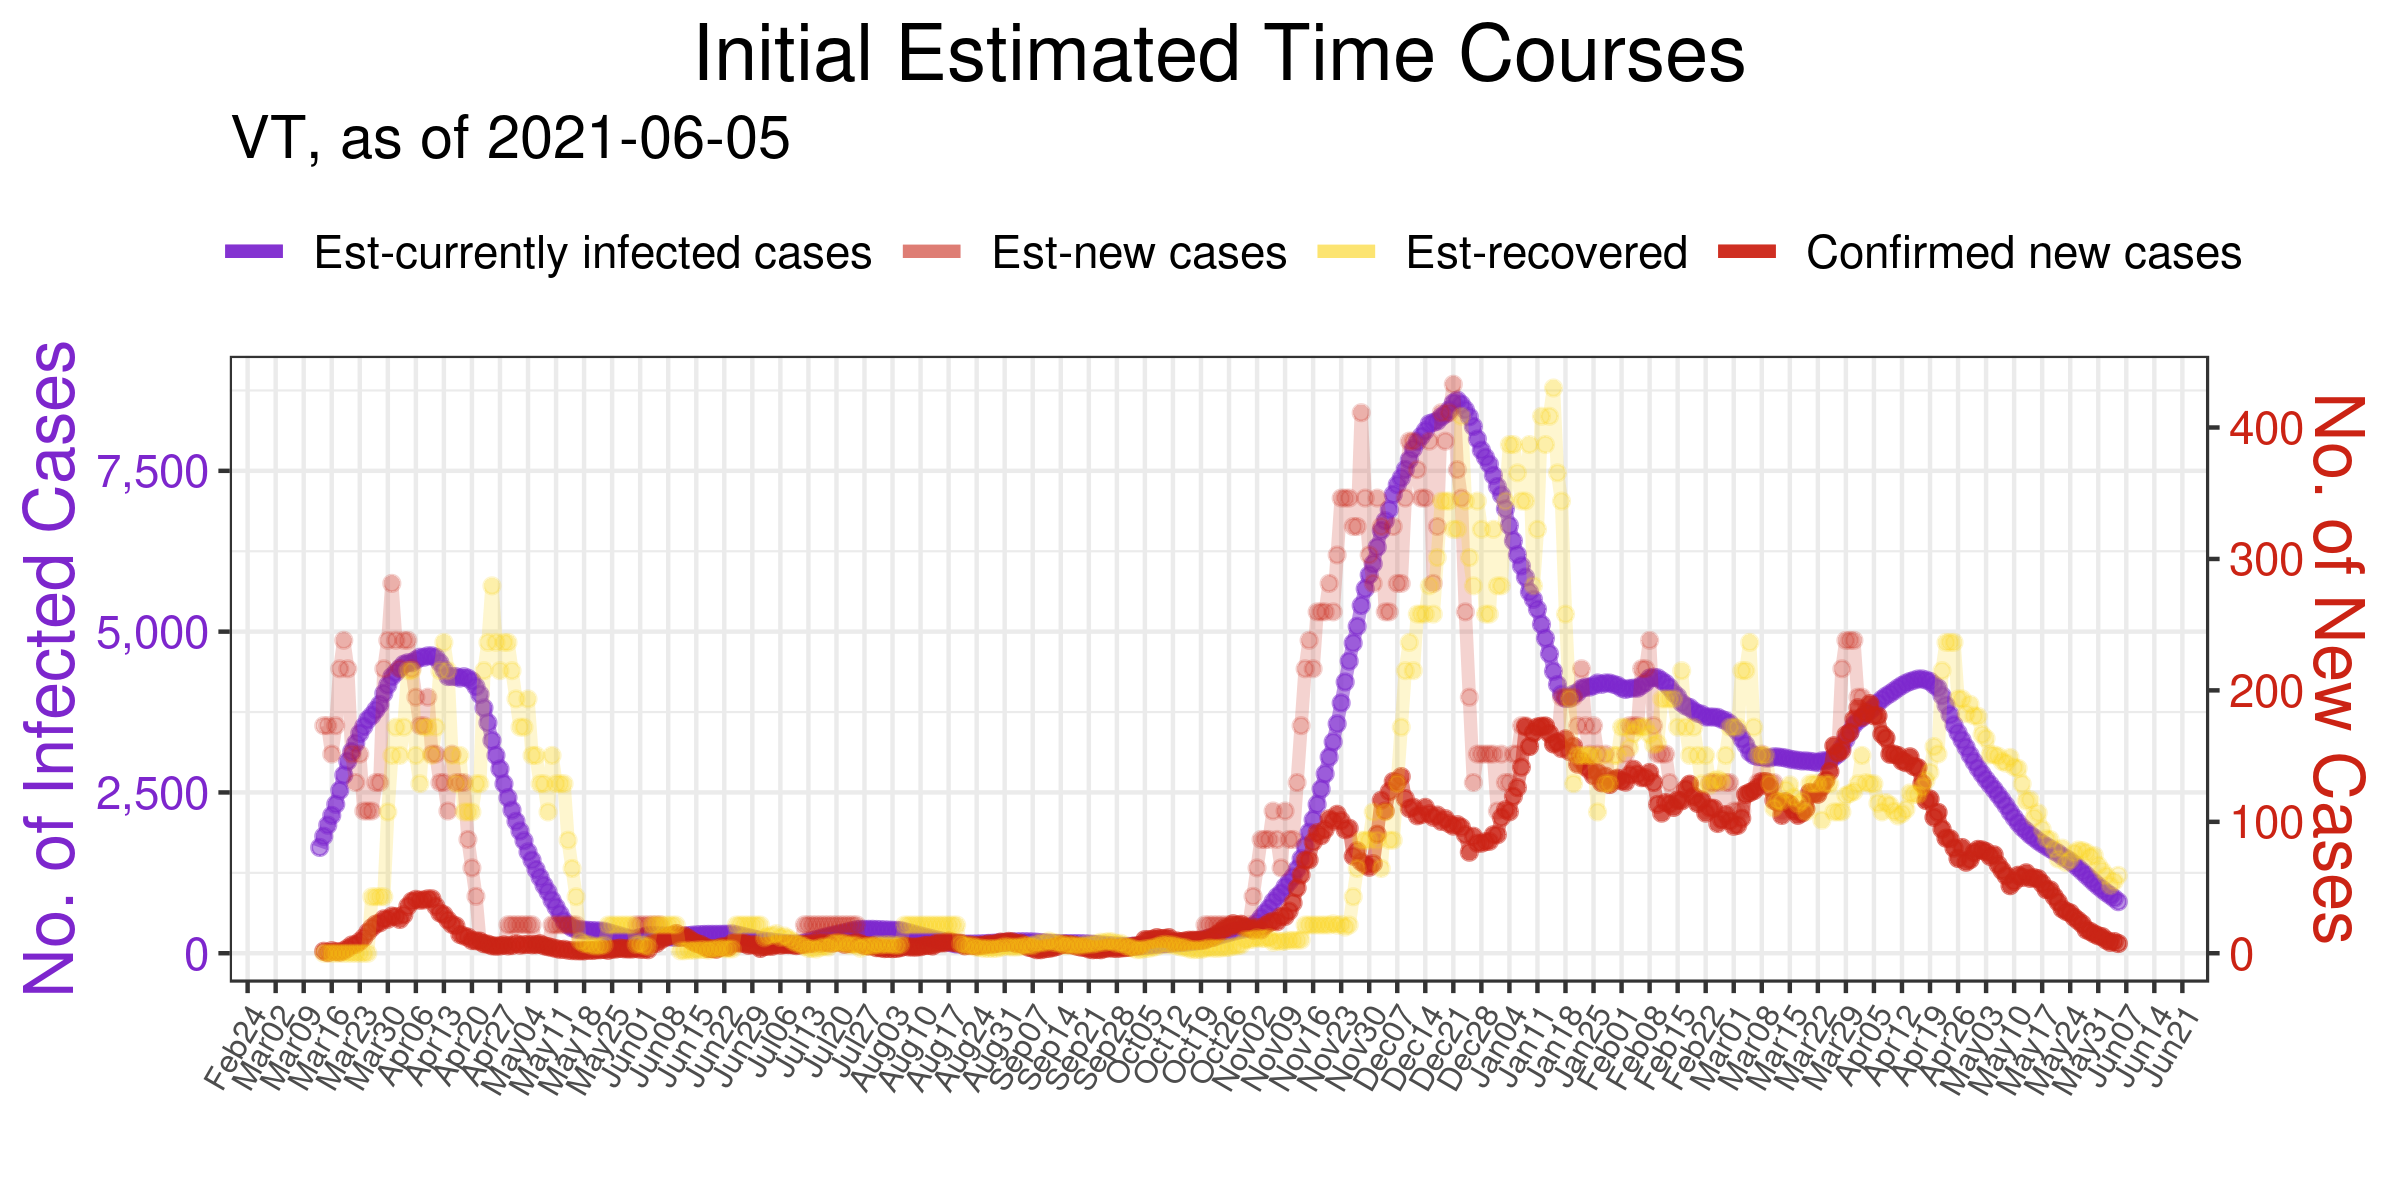 Initial Estimated Time Courses
VT, as of 2021-06-05
Est-currently infected cases Est-new cases Est-recovered Confirmed new cases
No. of Infected Cases
7,500
5,000
2,500
0
400
300
200
100
0
No. of New Cases
Feb24 Mar02 Mar09 Mar16 Mar23 Mar30 Apr06 Apr13 Apr20 Apr27 May04 May11 May18 May25 Jun01 Jun08 Jun15 Jun22 Jun29 Jul06 Jul13 Jul20 Jul27 Aug03 Aug10 Aug17 Aug24 Aug31 Sep07 Sep14 Sep21 Sep28 Oct05 Oct12 Oct19 Oct26 Nov02 Nov09 Nov16 Nov23 Nov30 Dec07 Dec14 Dec21 Dec28 Jan04 Jan11 Jan18 Jan25 Feb01 Feb08 Feb15 Feb22 Mar01 Mar08 Mar15 Mar22 Mar29 Apr05 Apr12 Apr19 Apr26 May03 May10 May17 May24 May31 Jun07 Jun14 Jun21